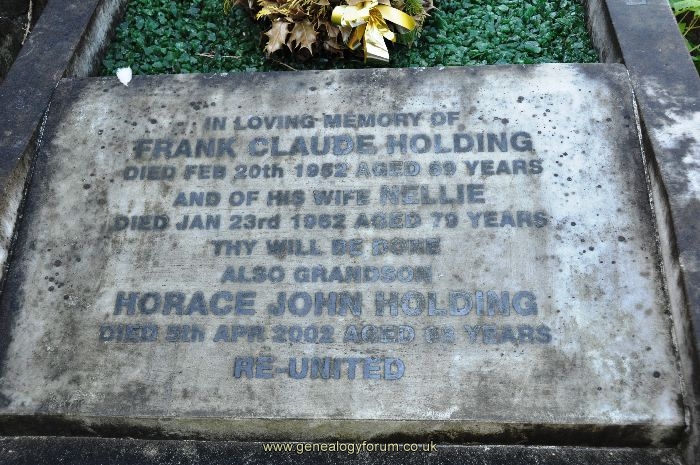 IN LOVING MEMORY OF
FRANK CLAUDE HOLDING
DIED FEB 20th 1952 AGED 69 YEARS
AND OF HIS WIFE NELLIE
DIED JAN 23rd 1962 AGED 79 YEARS
THY WILL BE DONE
ALSO GRANDSON
HORACE JOHN HOLDING
DIED 5th APR 2002 AGED YEARS
RE-UNITED
www.genealogyforum.co.uk